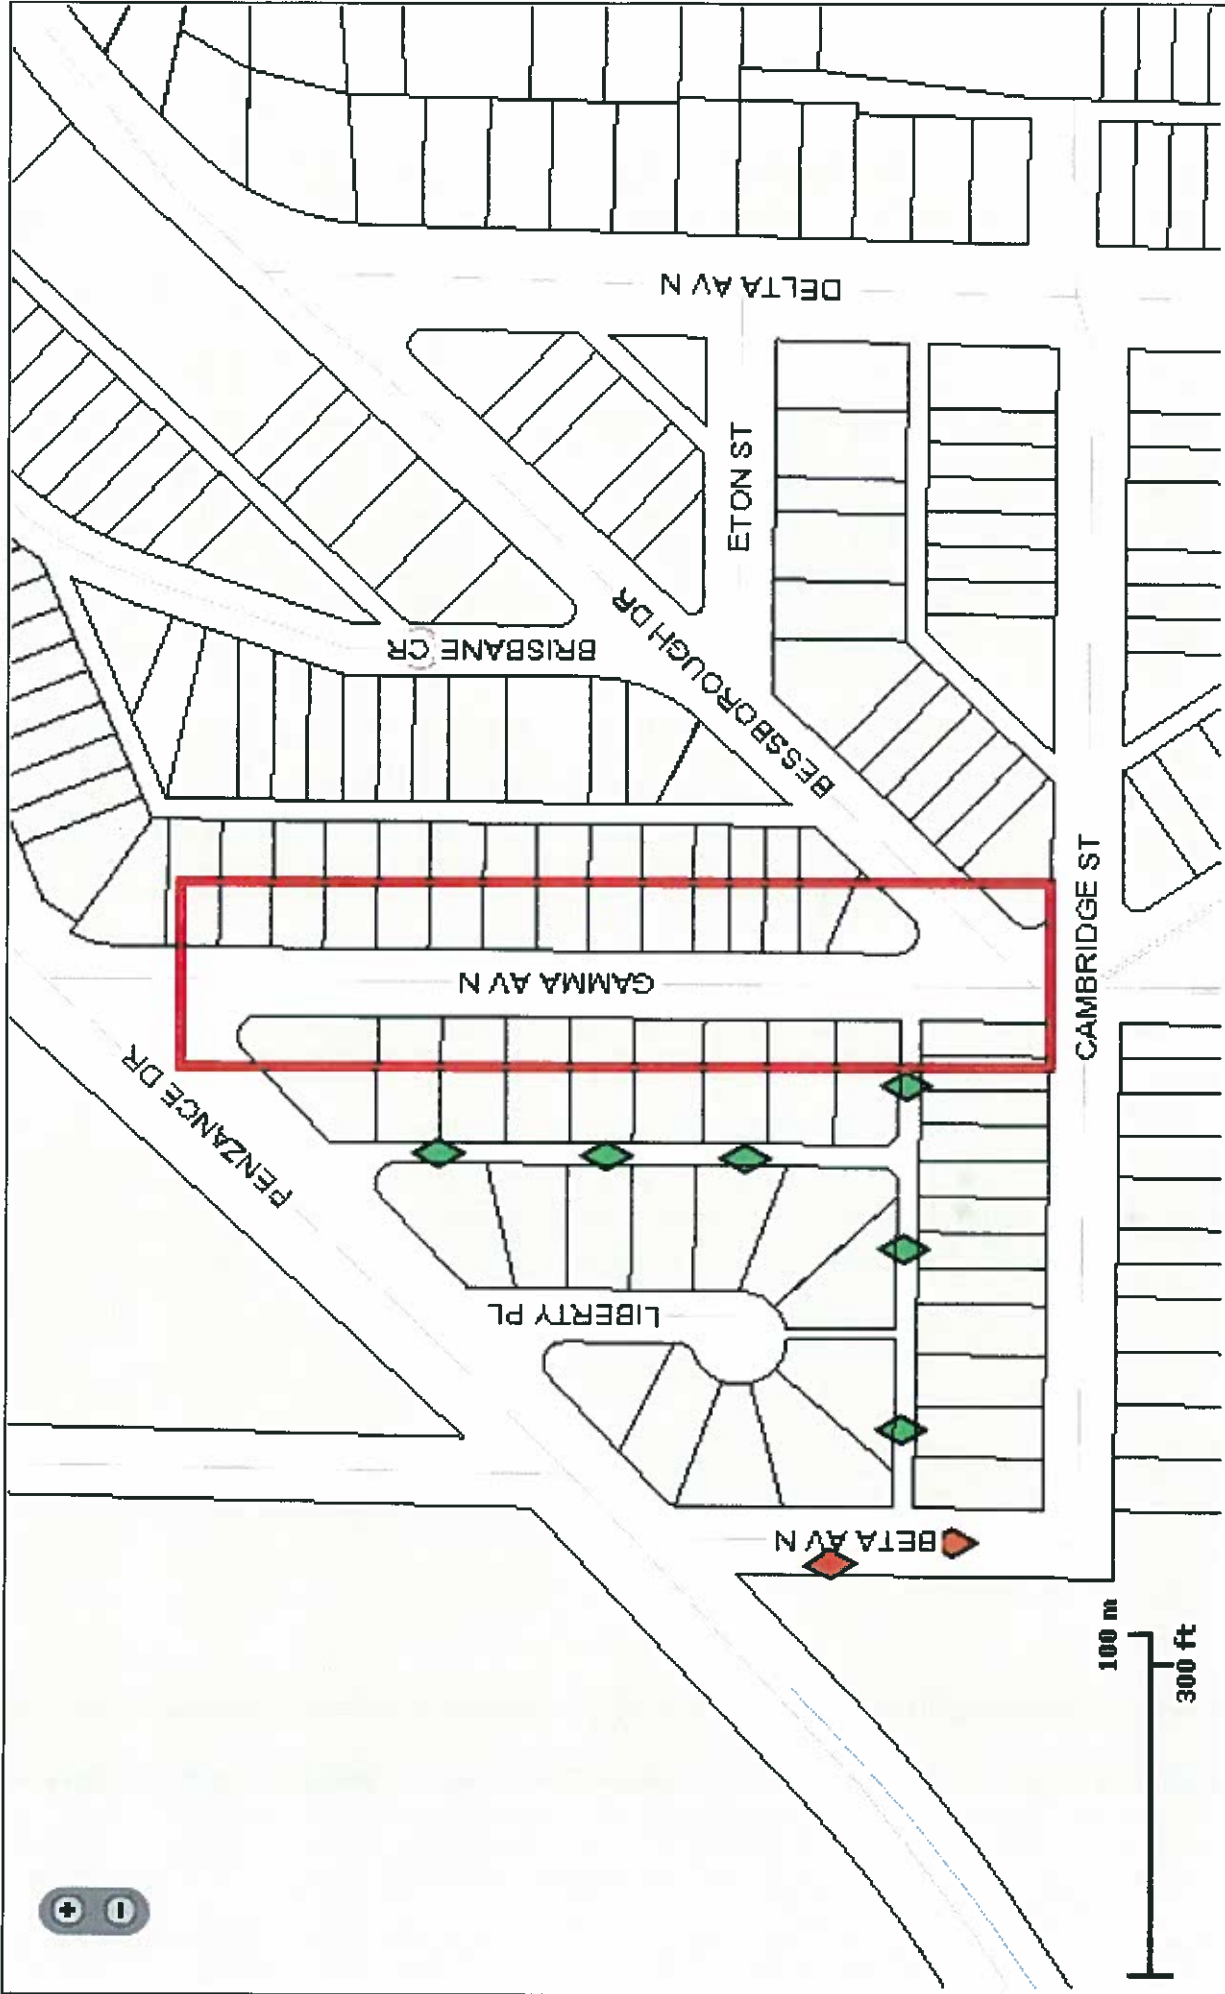 DELTA AV N
ETON ST
BRISBANE CR
BESSBOROUGH DR
GAMMA AV N
CAMBRIDGE ST
PENZANCE DR
LIBERTY PL
BETA AV N
100 m
300 ft
+
−